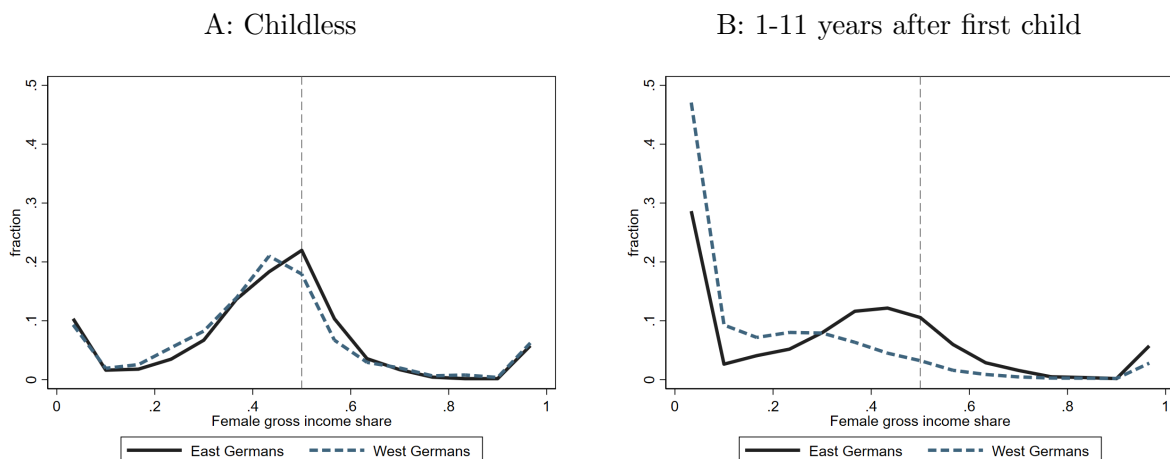 A: Childless
fraction
.5
.4
.3
.2
.1
0
0
.2
.4
.6
.8
1
Female gross income share
East Germans
West Germans
B: 1-11 years after first child
fraction
.5
.4
.3
.2
.1
0
0
.2
.4
.6
.8
1
Female gross income share
East Germans
West Germans